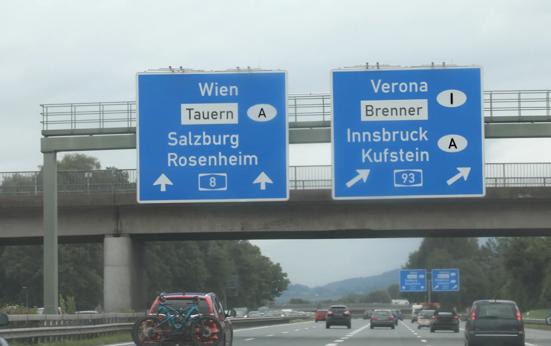 Wien
Tauern A
Salzburg
Rosenheim
8
Verona I
Brenner
Innsbruck A
Kufstein
93